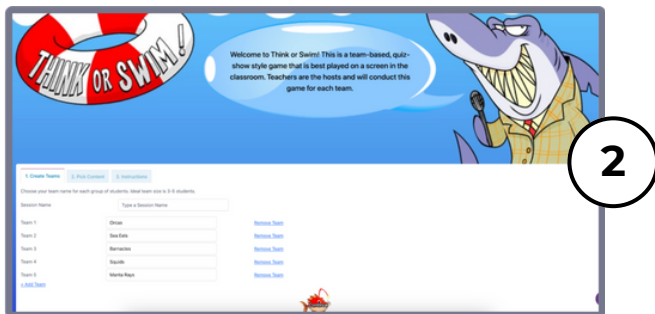 THINK OR SWIM!
Welcome to Think or Swim! This is a team-based, quiz-
show style game that is best played on a screen in the
classroom. Teachers are the hosts and will conduct this
game for each team.
2
1. Create Teams 2. Pick Content 3. Instructions
Choose your team name for each group of students. Ideal team size is 3-5 students.
Session Name Type a Session Name
Team 1 Orcas Remove Team
Team 2 Sea Eels Remove Team
Team 3 Barnacles Remove Team
Team 4 Squids Remove Team
Team 5 Manta Rays Remove Team
+ Add Team